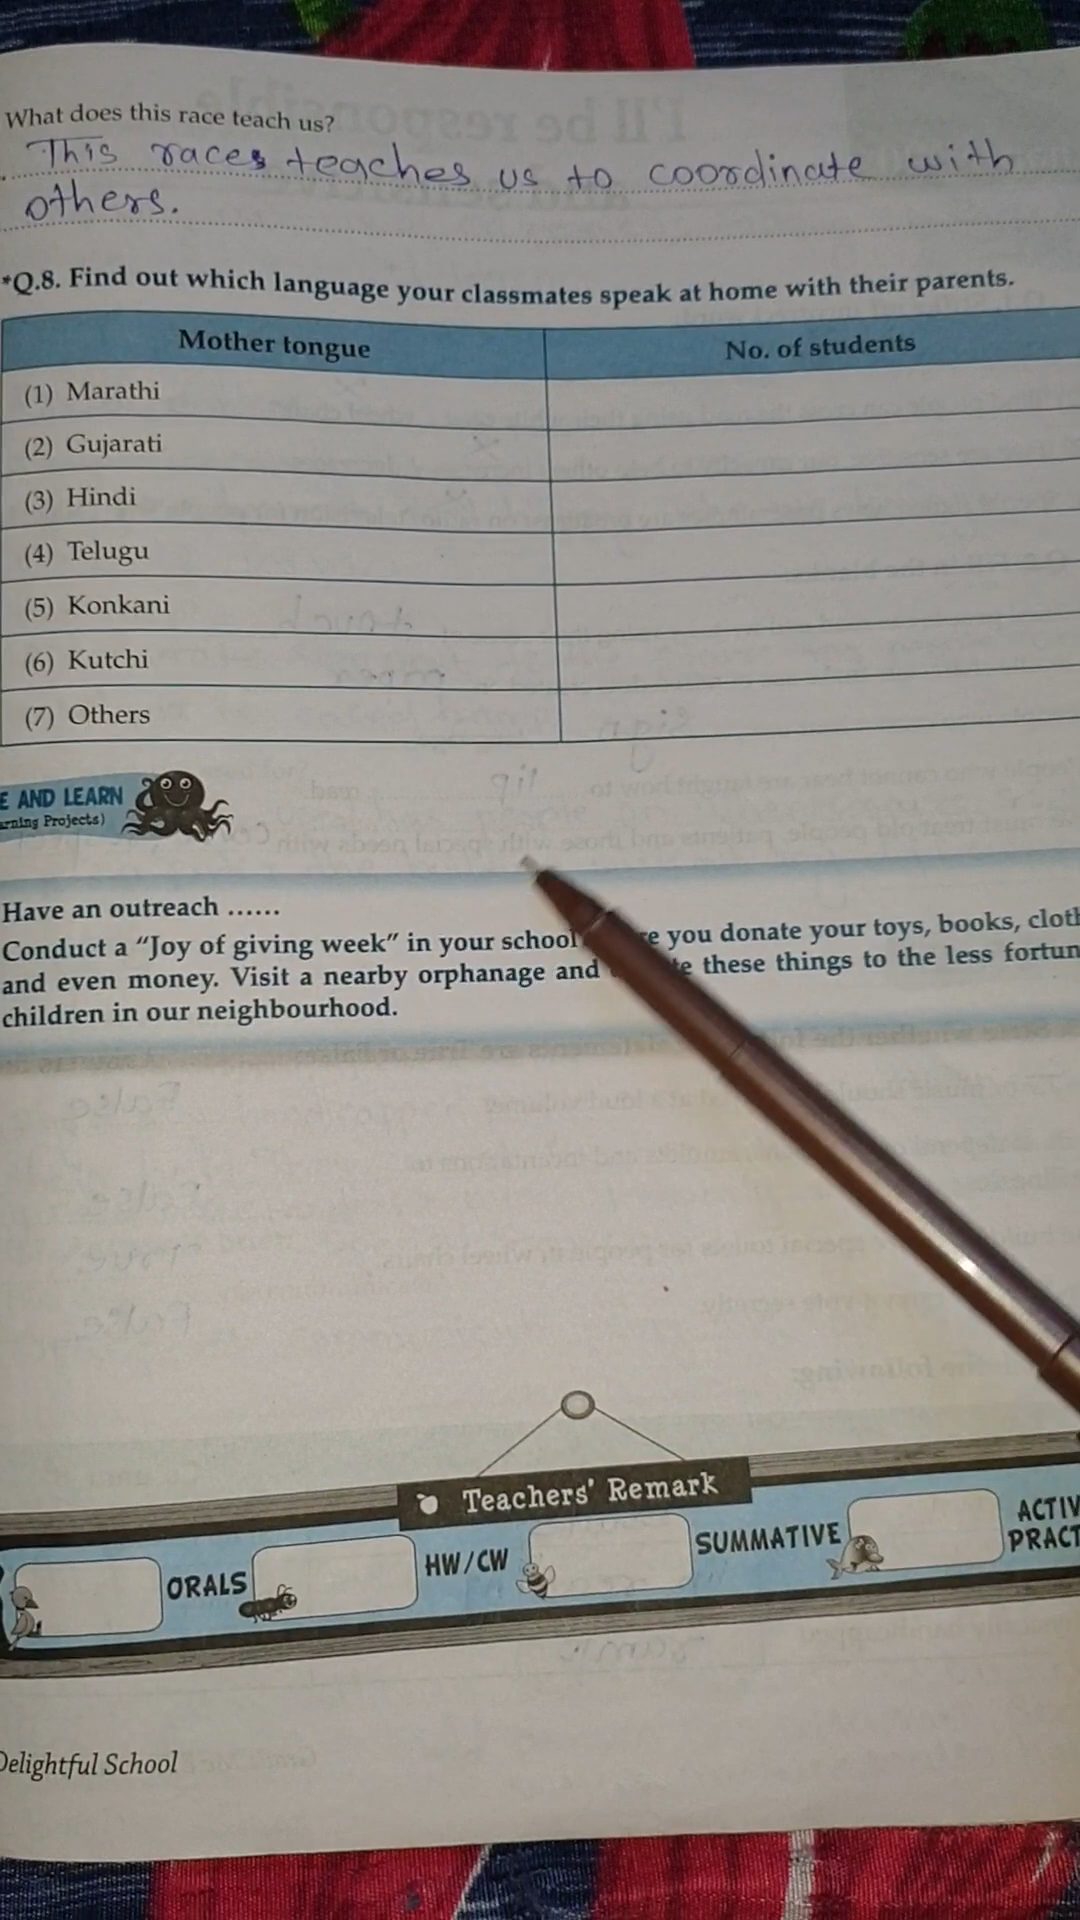 What does this race teach us?
This races teaches us to coordinate with
others.
*Q.8. Find out which language your classmates speak at home with their parents.
Mother tongue No. of students
(1) Marathi
(2) Gujarati
(3) Hindi
(4) Telugu
(5) Konkani
(6) Kutchi
(7) Others
E AND LEARN
rning Projects)
Have an outreach ......
Conduct a "Joy of giving week" in your school you donate your toys, books, cloth
and even money. Visit a nearby orphanage and these things to the less fortun
children in our neighbourhood.
Teachers' Remark
ORALS HW/CW SUMMATIVE ACTIV
PRACT
Delightful School